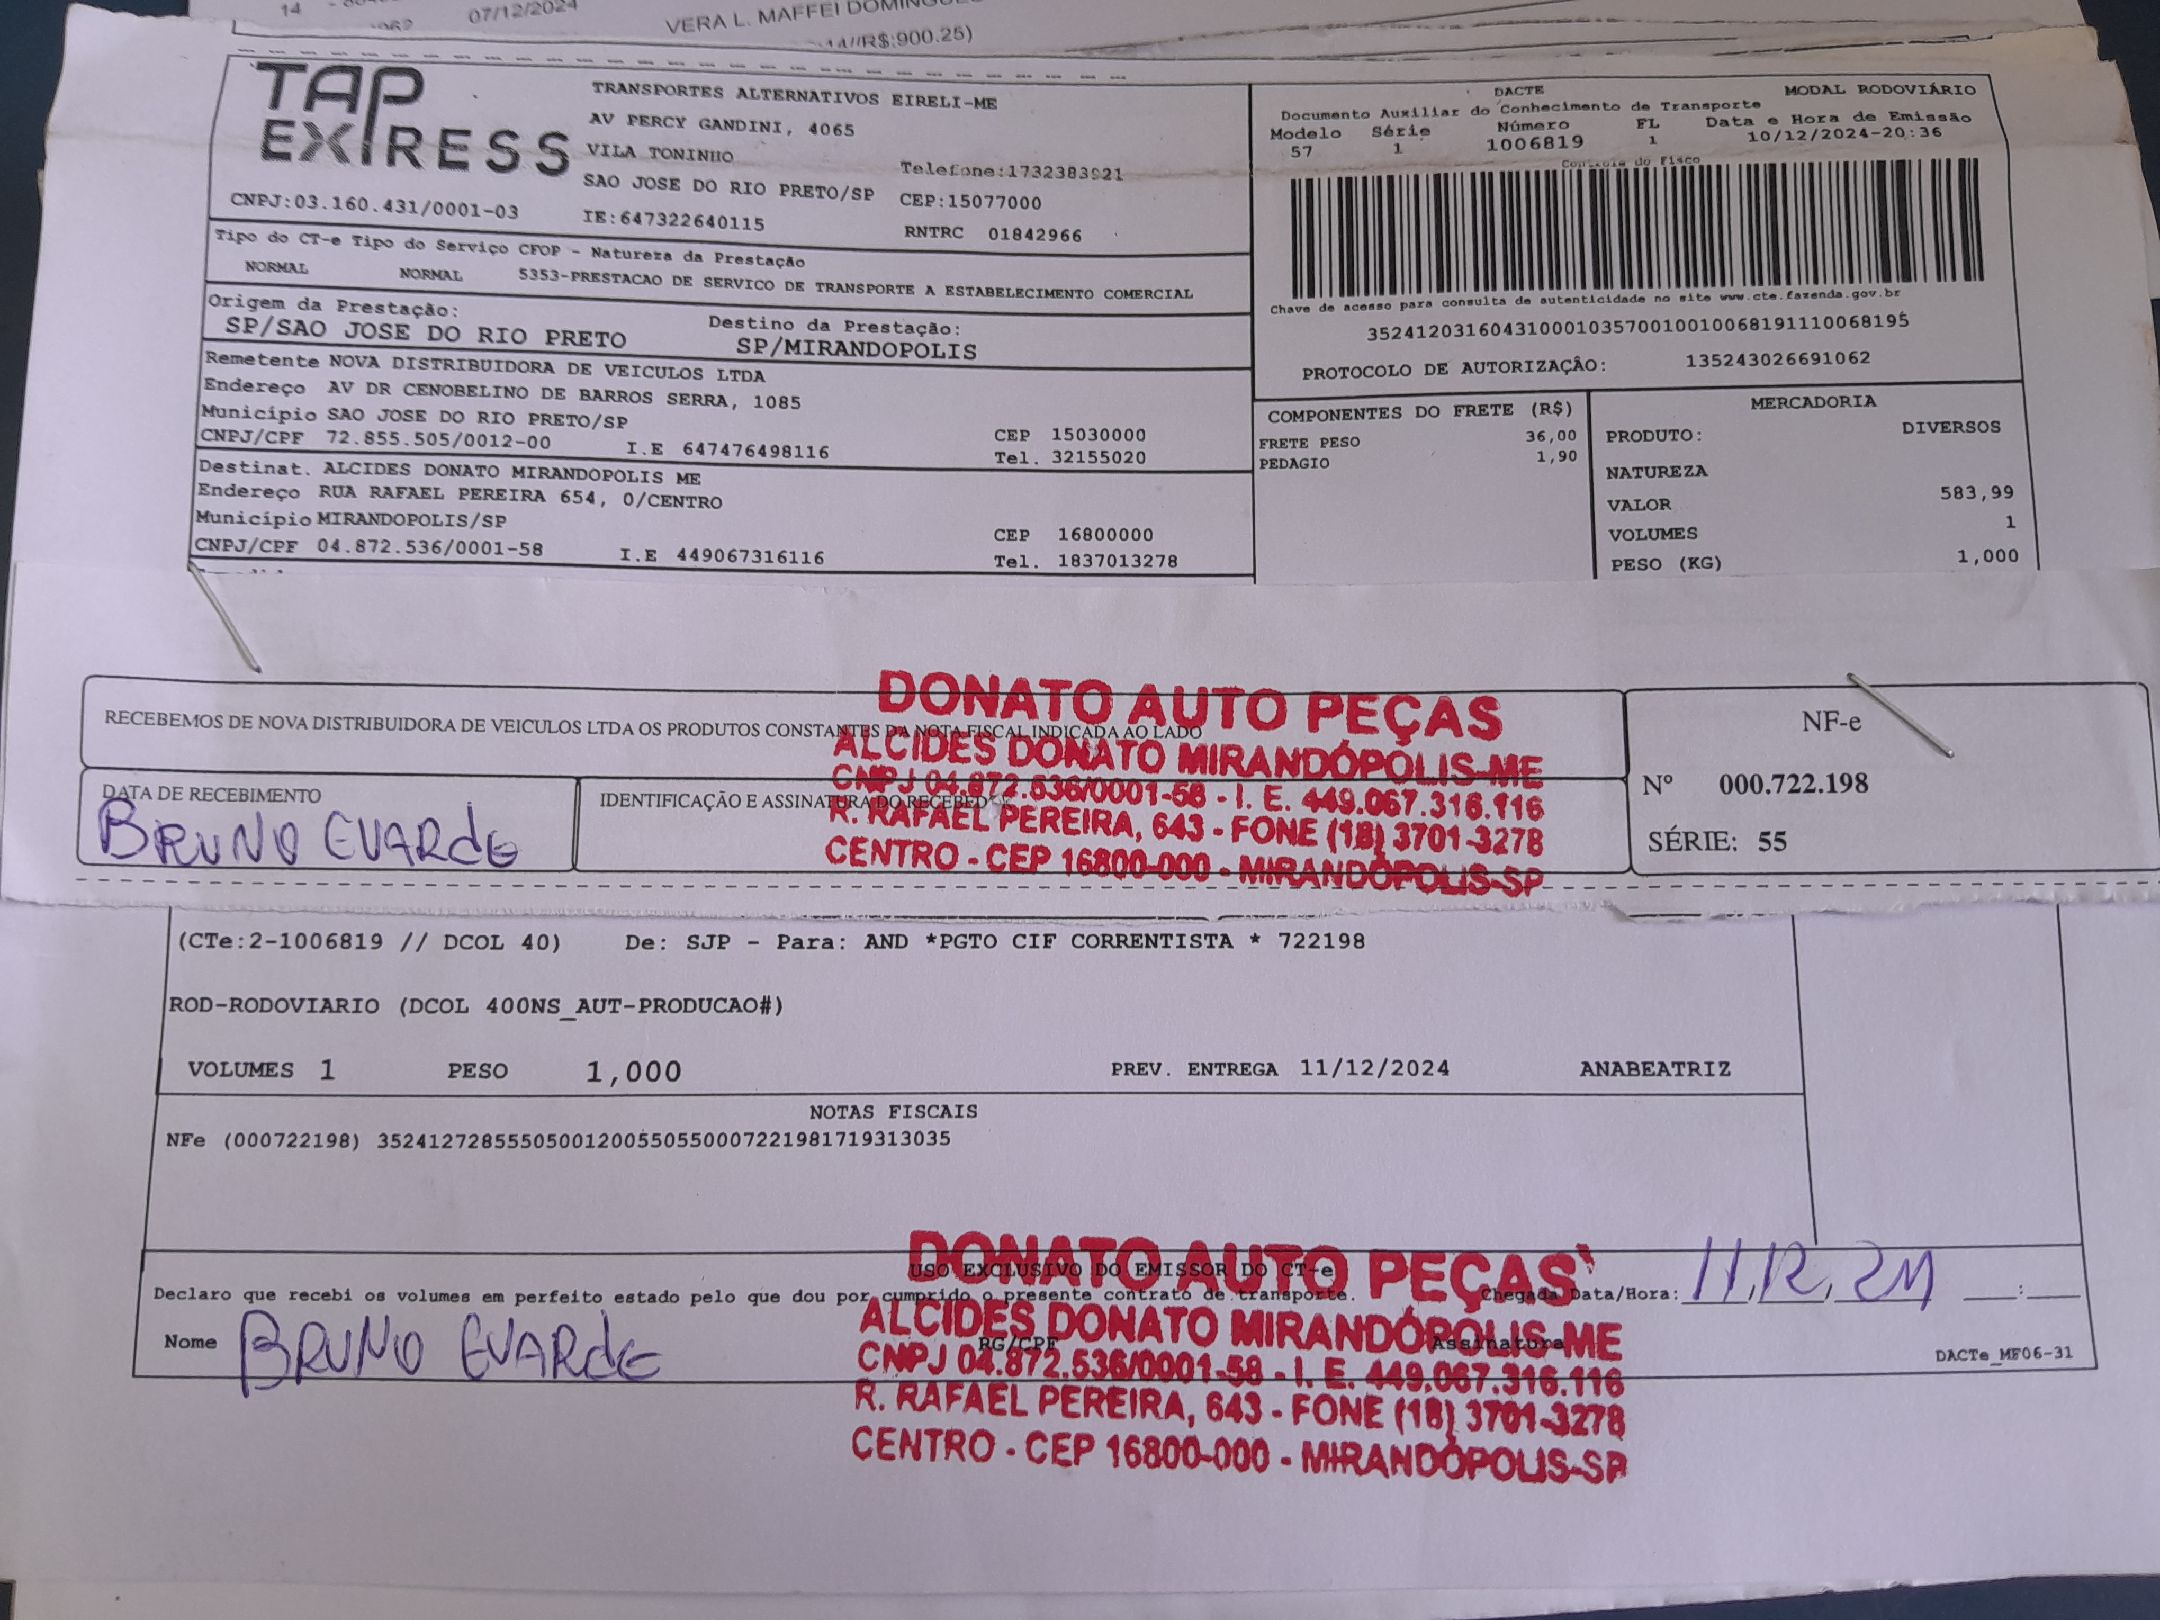 14
07/12/2024
VERA L. MAFFEI
R$:900.25)
TAP EXPRESS
TRANSPORTES ALTERNATIVOS EIRELI-ME
AV PERCY GANDINI, 4065
VILA TONINHO
Telefone:1732383921
SAO JOSE DO RIO PRETO/SP CEP:15077000
CNPJ:03.160.431/0001-03 IE:647322640115 RNTRC 01842966
DACTE MODAL RODOVIÁRIO
Documento Auxiliar do Conhecimento de Transporte
Modelo Série Número FL Data e Hora de Emissão
57 1 1006819 1 10/12/2024-20:36
Controle do Fisco
Chave de acesso para consulta de autenticidade no site www.cte.fazenda.gov.br
35241203160431000103570010010068191110068195
PROTOCOLO DE AUTORIZAÇÂO: 135243026691062
Tipo do CT-e Tipo do Serviço CFOP - Natureza da Prestação
NORMAL NORMAL 5353-PRESTACAO DE SERVICO DE TRANSPORTE A ESTABELECIMENTO COMERCIAL
Origem da Prestação: Destino da Prestação:
SP/SAO JOSE DO RIO PRETO SP/MIRANDOPOLIS
Remetente NOVA DISTRIBUIDORA DE VEICULOS LTDA
Endereço AV DR CENOBELINO DE BARROS SERRA, 1085
Município SAO JOSE DO RIO PRETO/SP CEP 15030000
CNPJ/CPF 72.855.505/0012-00 I.E 647476498116 Tel. 32155020
Destinat. ALCIDES DONATO MIRANDOPOLIS ME
Endereço RUA RAFAEL PEREIRA 654, 0/CENTRO
Município MIRANDOPOLIS/SP CEP 16800000
CNPJ/CPF 04.872.536/0001-58 I.E 449067316116 Tel. 1837013278
COMPONENTES DO FRETE (R$)
FRETE PESO 36,00
PEDAGIO 1,90
MERCADORIA
PRODUTO: DIVERSOS
NATUREZA
VALOR 583,99
VOLUMES 1
PESO (KG) 1,000
RECEBEMOS DE NOVA DISTRIBUIDORA DE VEICULOS LTDA OS PRODUTOS CONSTANTES DA NOTA FISCAL INDICADA AO LADO
DATA DE RECEBIMENTO
BRUNO EVARDE
IDENTIFICAÇÃO E ASSINATURA DO RECEBED
DONATO AUTO PEÇAS
ALCIDES DONATO MIRANDÓPOLIS-ME
CNPJ 04.872.536/0001-58 - I. E. 449.067.316.116
R. RAFAEL PEREIRA, 643 - FONE (18) 3701-3278
CENTRO - CEP 16800-000 - MIRANDÓPOLIS-SP
NF-e
Nº 000.722.198
SÉRIE: 55
(CTe:2-1006819 // DCOL 40) De: SJP - Para: AND *PGTO CIF CORRENTISTA * 722198
ROD-RODOVIARIO (DCOL 400NS_AUT-PRODUCAO#)
VOLUMES 1 PESO 1,000 PREV. ENTREGA 11/12/2024 ANABEATRIZ
NOTAS FISCAIS
NFe (000722198) 35241272855505001200550550007221981719313035
USO EXCLUSIVO DO EMISSOR DO CT-e
Declaro que recebi os volumes em perfeito estado pelo que dou por cumprido o presente contrato de transporte. Chegada Data/Hora: 11,12,24 :
Nome BRUNO EVARDE RG/CPF Assinatura
DACTe_MF06-31
DONATO AUTO PEÇAS
ALCIDES DONATO MIRANDÓPOLIS-ME
CNPJ 04.872.536/0001-58 - I. E. 449.067.316.116
R. RAFAEL PEREIRA, 643 - FONE (18) 3701-3278
CENTRO - CEP 16800-000 - MIRANDÓPOLIS-SP